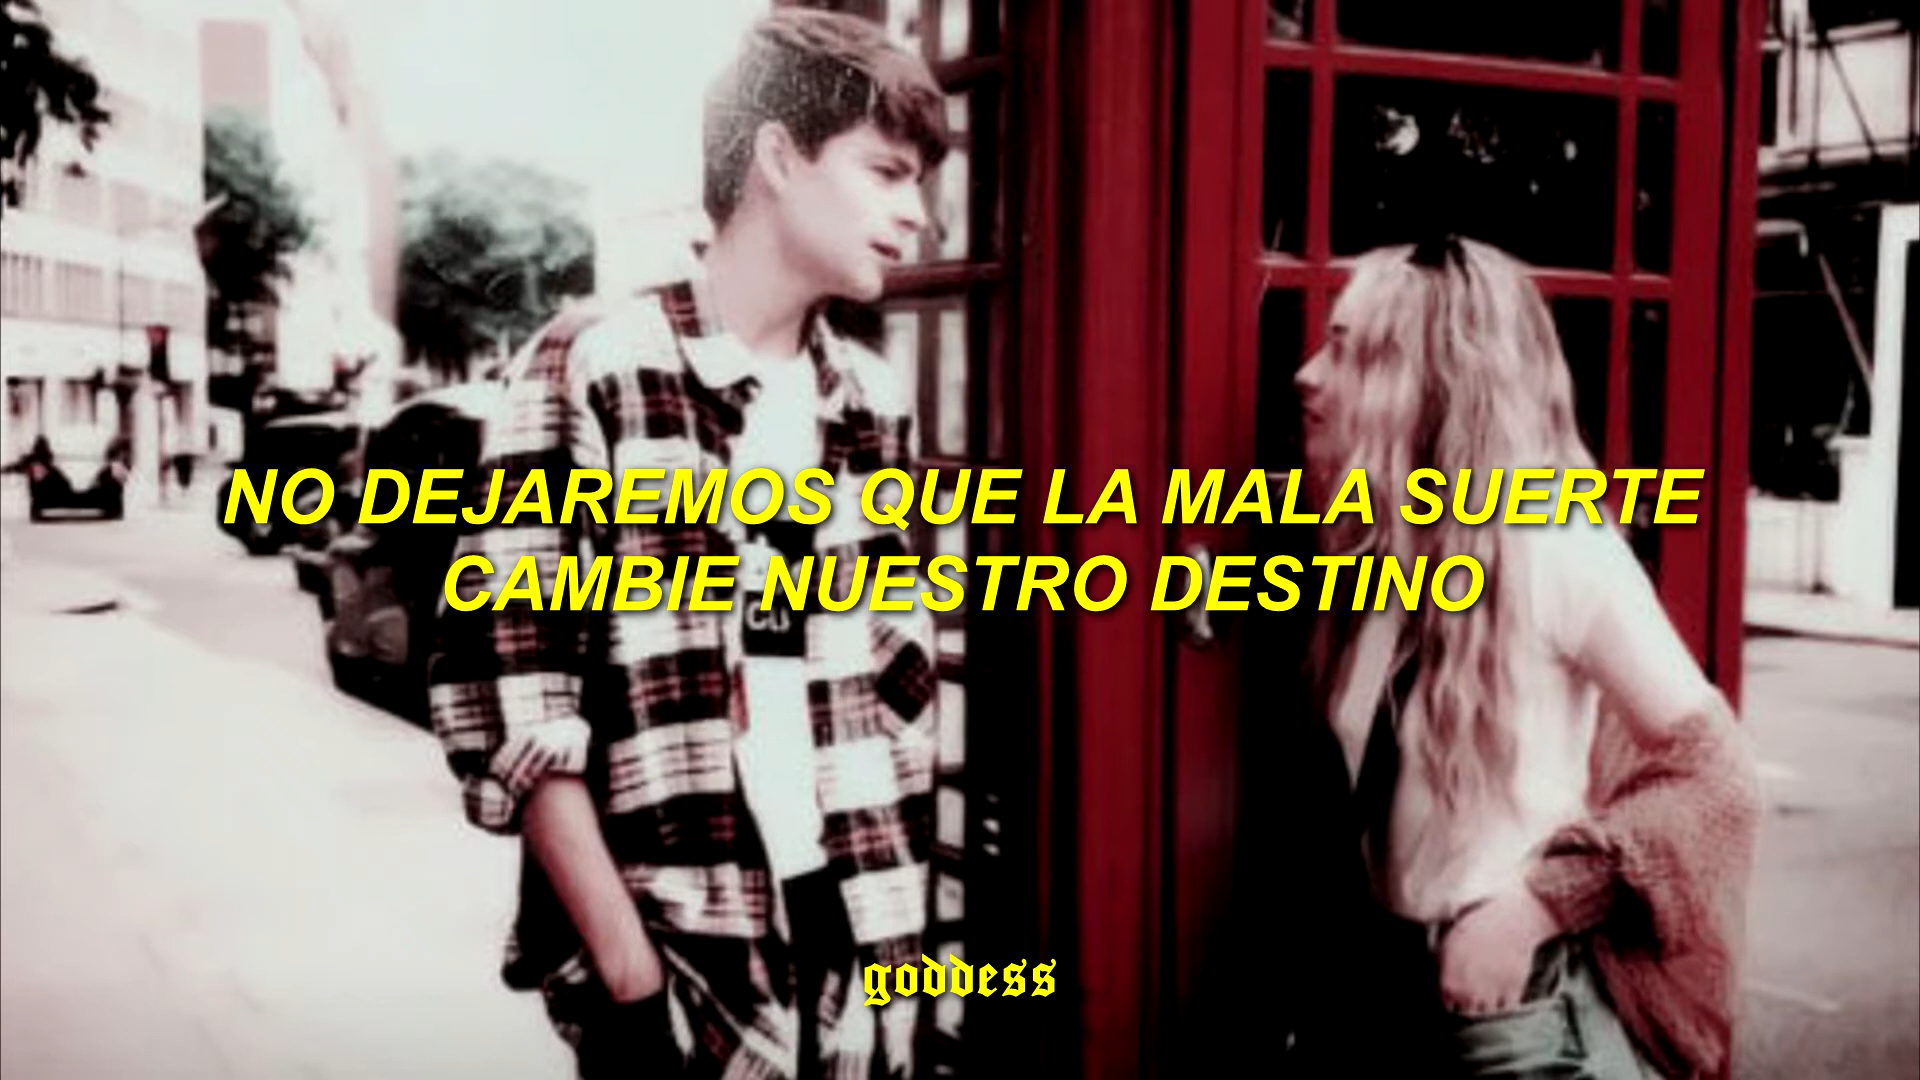 NO DEJAREMOS QUE LA MALA SUERTE
CAMBIE NUESTRO DESTINO
goddess